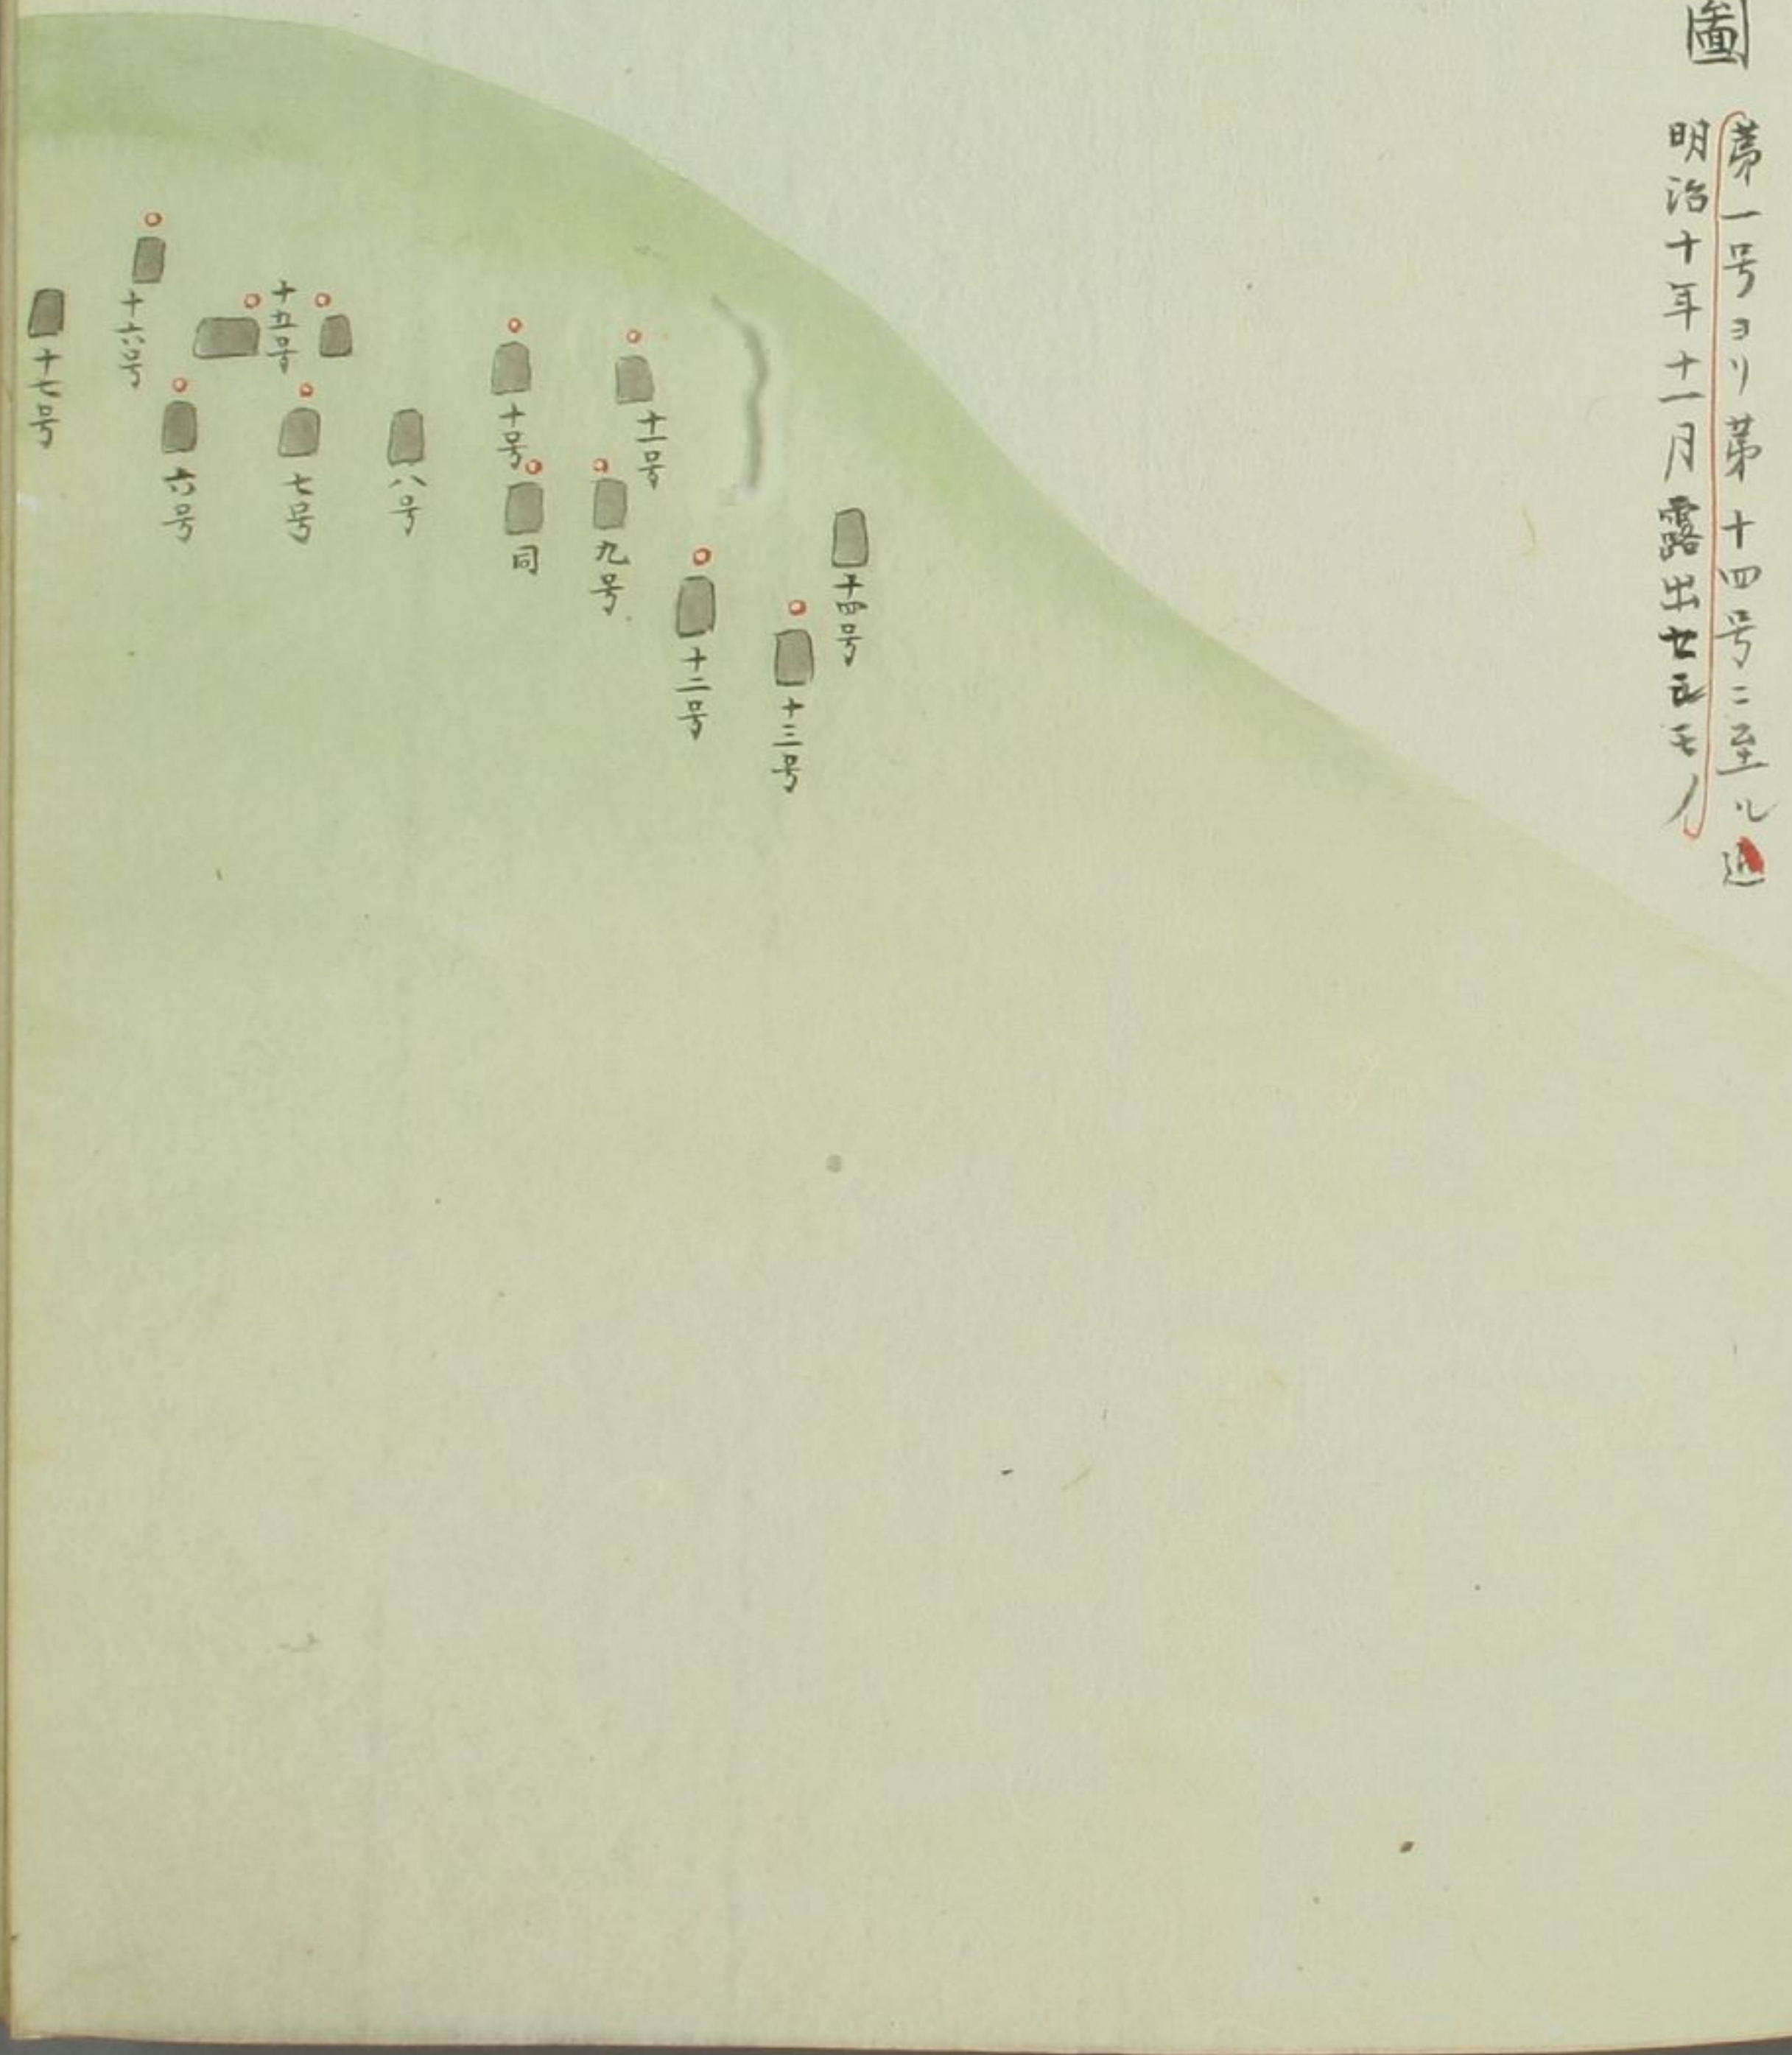 圖
第一号ヨリ第十四号ニ至ル迠
明治十年十一月露出セシモノ
十四号
十三号
十二号
十一号
九号
十号
同
八号
十五号
七号
六号
十六号
十七号